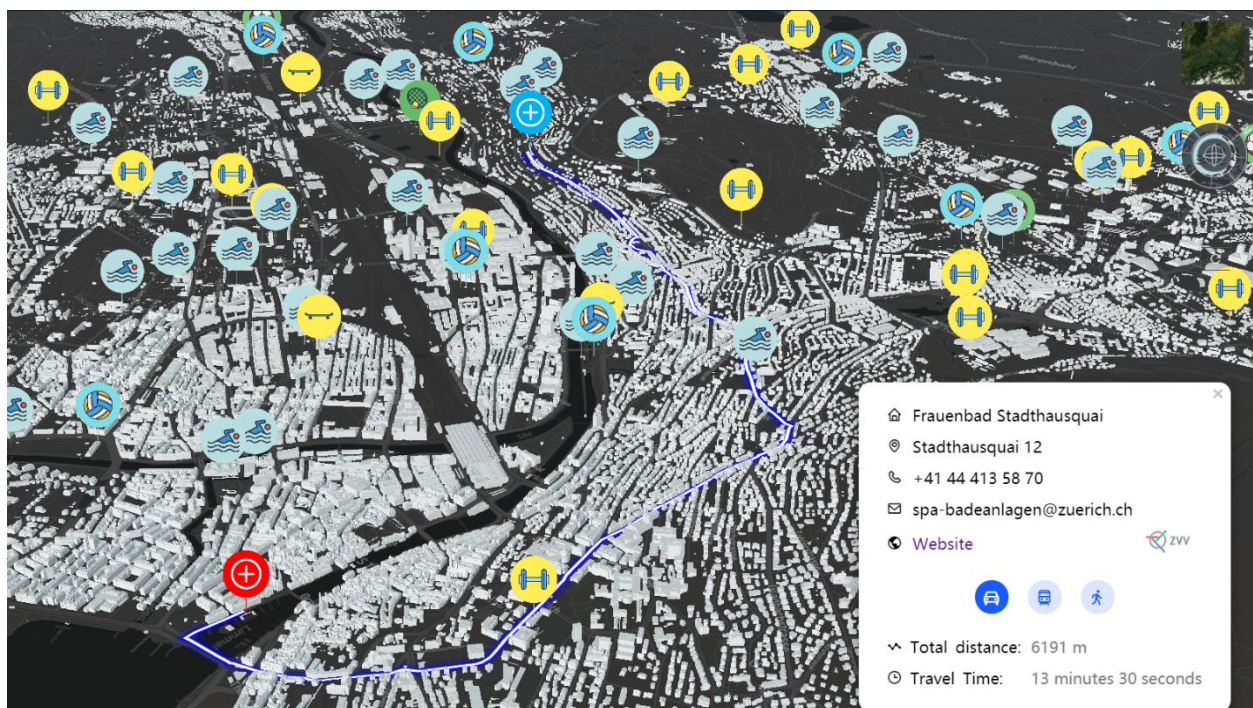 Frauenbad Stadthausquai
Stadthausquai 12
+41 44 413 58 70
spa-badeanlagen@zuerich.ch
Website
ZVV
Total distance: 6191 m
Travel Time: 13 minutes 30 seconds